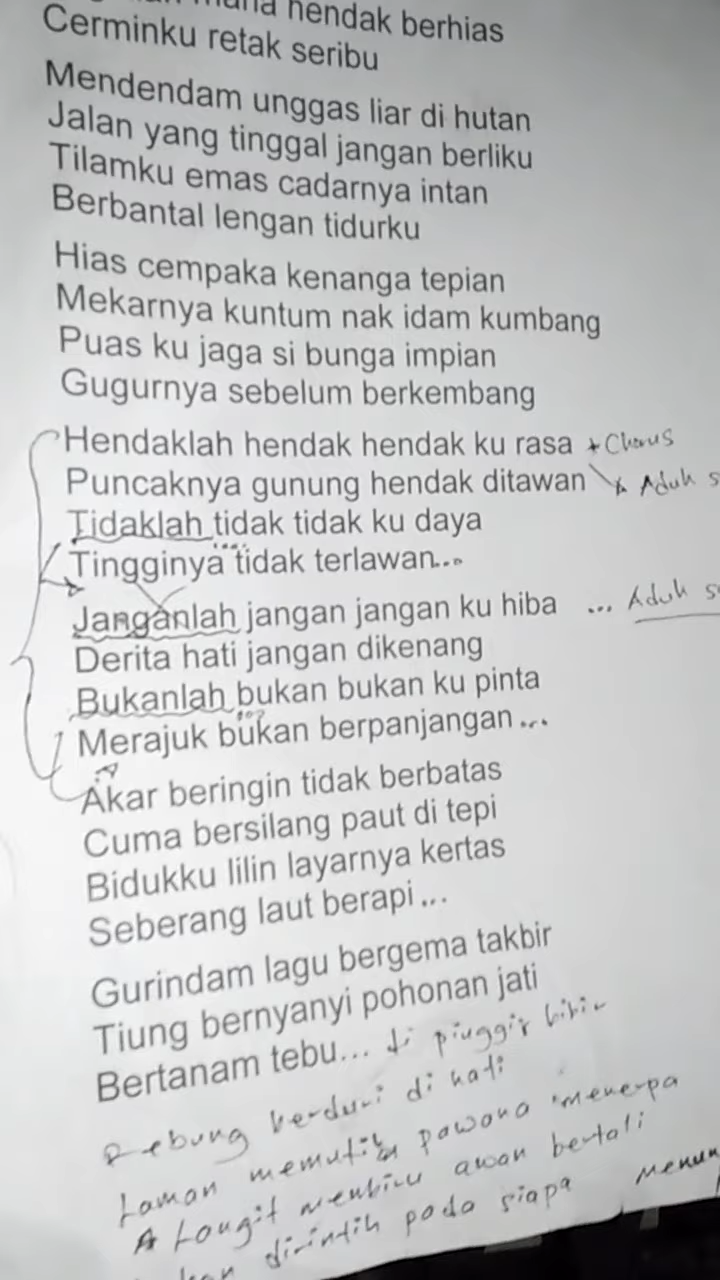 hendak berhias
Cerminku retak seribu
Mendendam unggas liar di hutan
Jalan yang tinggal jangan berliku
Tilamku emas cadarnya intan
Berbantal lengan tidurku
Hias cempaka kenanga tepian
Mekarnya kuntum nak idam kumbang
Puas ku jaga si bunga impian
Gugurnya sebelum berkembang
Hendaklah hendak hendak ku rasa + Chorus
Puncaknya gunung hendak ditawan Aduh s
Tidaklah tidak tidak ku daya
Tingginya tidak terlawan...
Janganlah jangan jangan ku hiba ... Aduh s
Derita hati jangan dikenang
Bukanlah bukan bukan ku pinta
Merajuk bukan berpanjangan...
Akar beringin tidak berbatas
Cuma bersilang paut di tepi
Bidukku lilin layarnya kertas
Seberang laut berapi...
Gurindam lagu bergema takbir
Tiung bernyanyi pohonan jati
Bertanam tebu... di pinggir bibir
Rebung berduri di hati
Laman memutih pawana menerpa
Langit membiru awan bertali
dirintih pada siapa menun